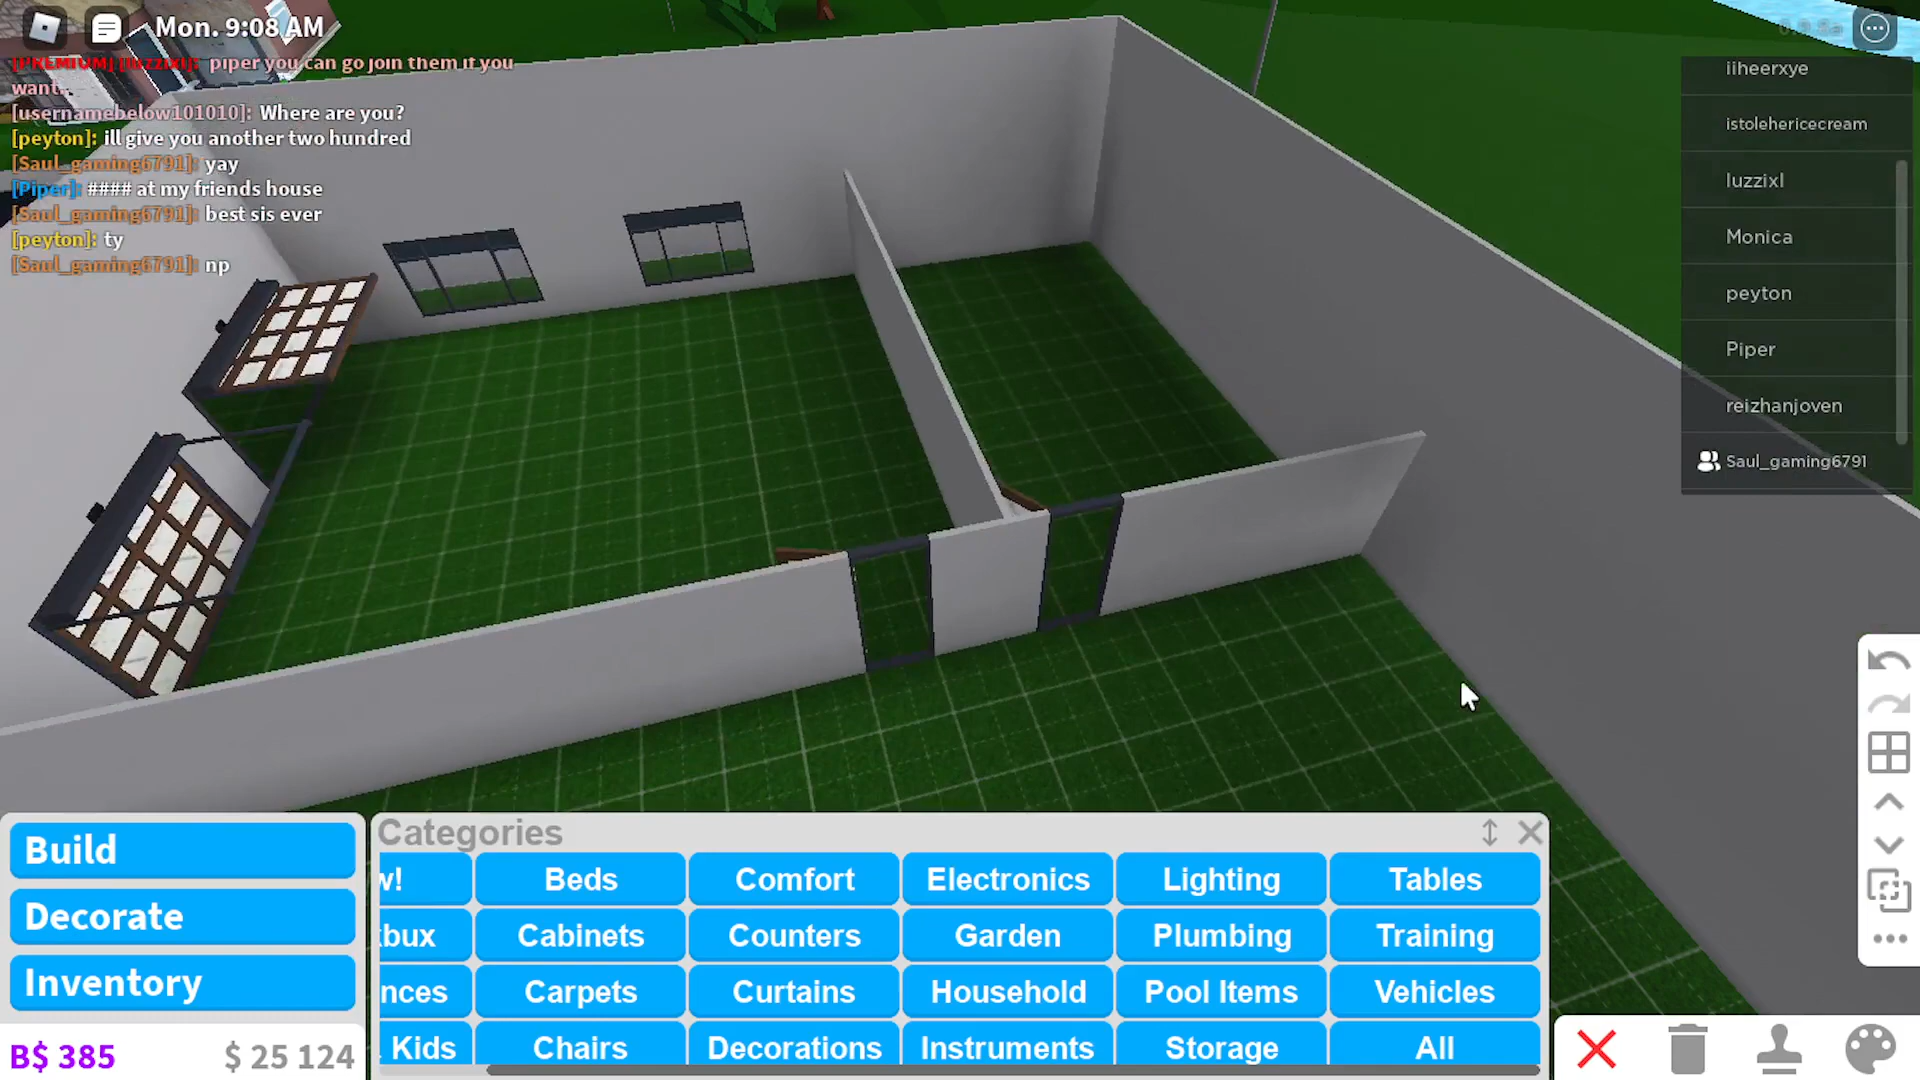 Mon. 9:08 AM
[PREMIUM] [luzzixl]: piper you can go join them if you
want..
[usernamebelow101010]: Where are you?
[peyton]: ill give you another two hundred
[Saul_gaming6791]: yay
[Piper]: #### at my friends house
[Saul_gaming6791]: best sis ever
[peyton]: ty
[Saul_gaming6791]: np
iiheerxye
istolehericecream
luzzixl
Monica
peyton
Piper
reizhanjoven
Saul_gaming6791
Build
Decorate
Inventory
B$ 385 $ 25 124
Categories
w! Beds Comfort Electronics Lighting Tables
kbux Cabinets Counters Garden Plumbing Training
nces Carpets Curtains Household Pool Items Vehicles
Kids Chairs Decorations Instruments Storage All